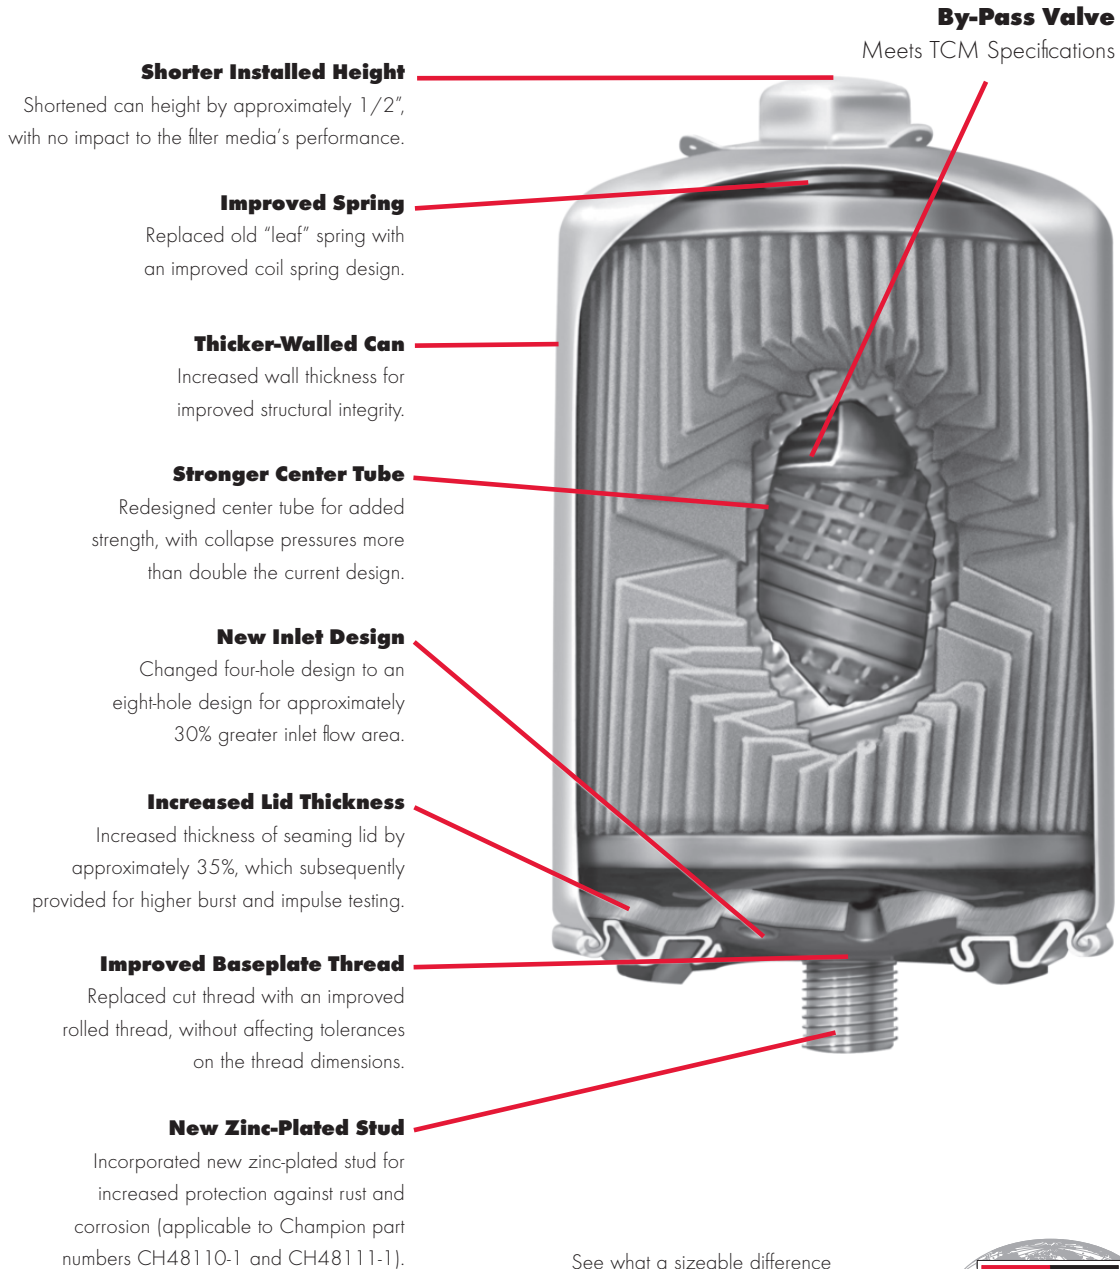 By-Pass Valve
Meets TCM Specifications
Shorter Installed Height
Shortened can height by approximately 1/2”,
with no impact to the filter media’s performance.
Improved Spring
Replaced old “leaf” spring with
an improved coil spring design.
Thicker-Walled Can
Increased wall thickness for
improved structural integrity.
Stronger Center Tube
Redesigned center tube for added
strength, with collapse pressures more
than double the current design.
New Inlet Design
Changed four-hole design to an
eight-hole design for approximately
30% greater inlet flow area.
Increased Lid Thickness
Increased thickness of seaming lid by
approximately 35%, which subsequently
provided for higher burst and impulse testing.
Improved Baseplate Thread
Replaced cut thread with an improved
rolled thread, without affecting tolerances
on the thread dimensions.
New Zinc-Plated Stud
Incorporated new zinc-plated stud for
increased protection against rust and
corrosion (applicable to Champion part
numbers CH48110-1 and CH48111-1).
See what a sizeable difference